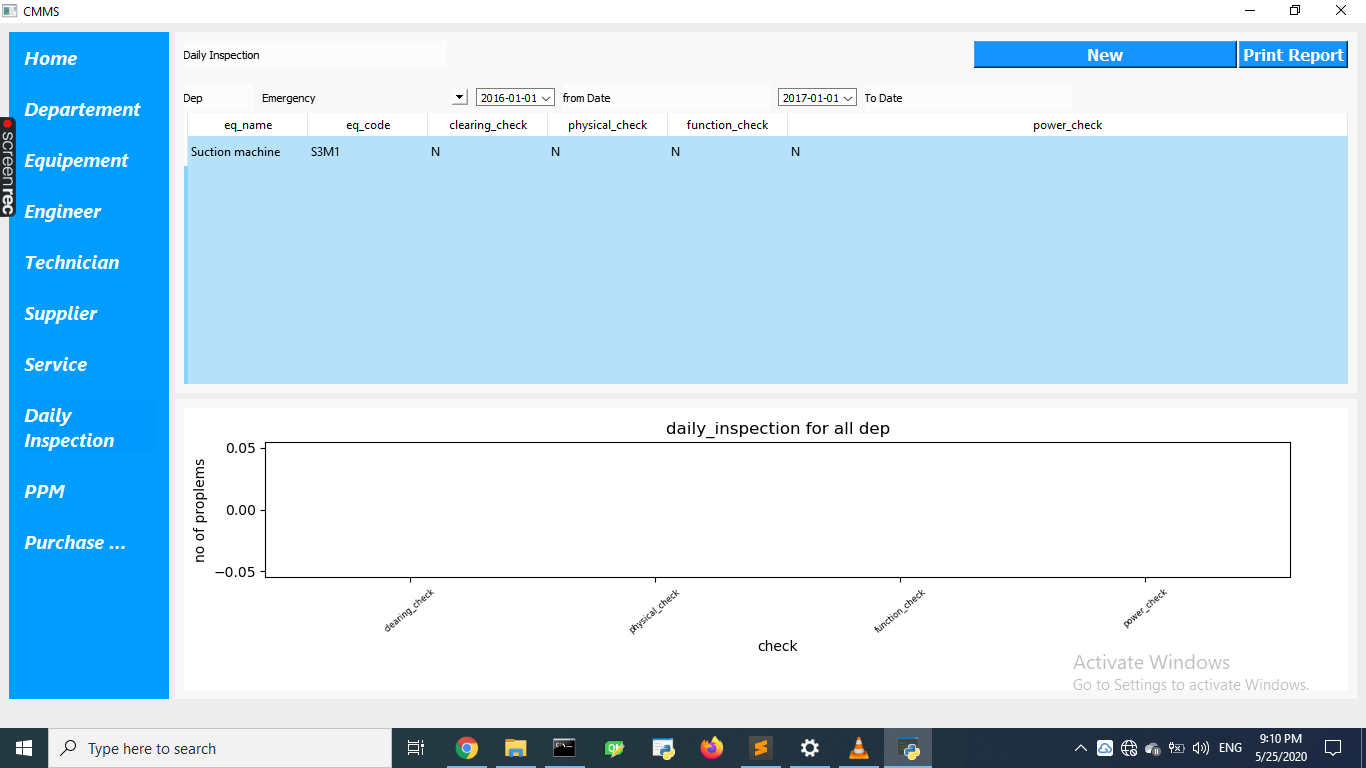 CMMS
Home
Departement
Equipement
Engineer
Technician
Supplier
Service
Daily
Inspection
PPM
Purchase ...
screenrec
Daily Inspection
New
Print Report
Dep Emergency 2016-01-01 from Date 2017-01-01 To Date
eq_name eq_code clearing_check physical_check function_check power_check
Suction machine S3M1 N N N N
daily_inspection for all dep
no of proplems
0.05
0.00
−0.05
clearing_check physical_check function_check power_check
check
Activate Windows
Go to Settings to activate Windows.
Type here to search
ENG
9:10 PM
5/25/2020